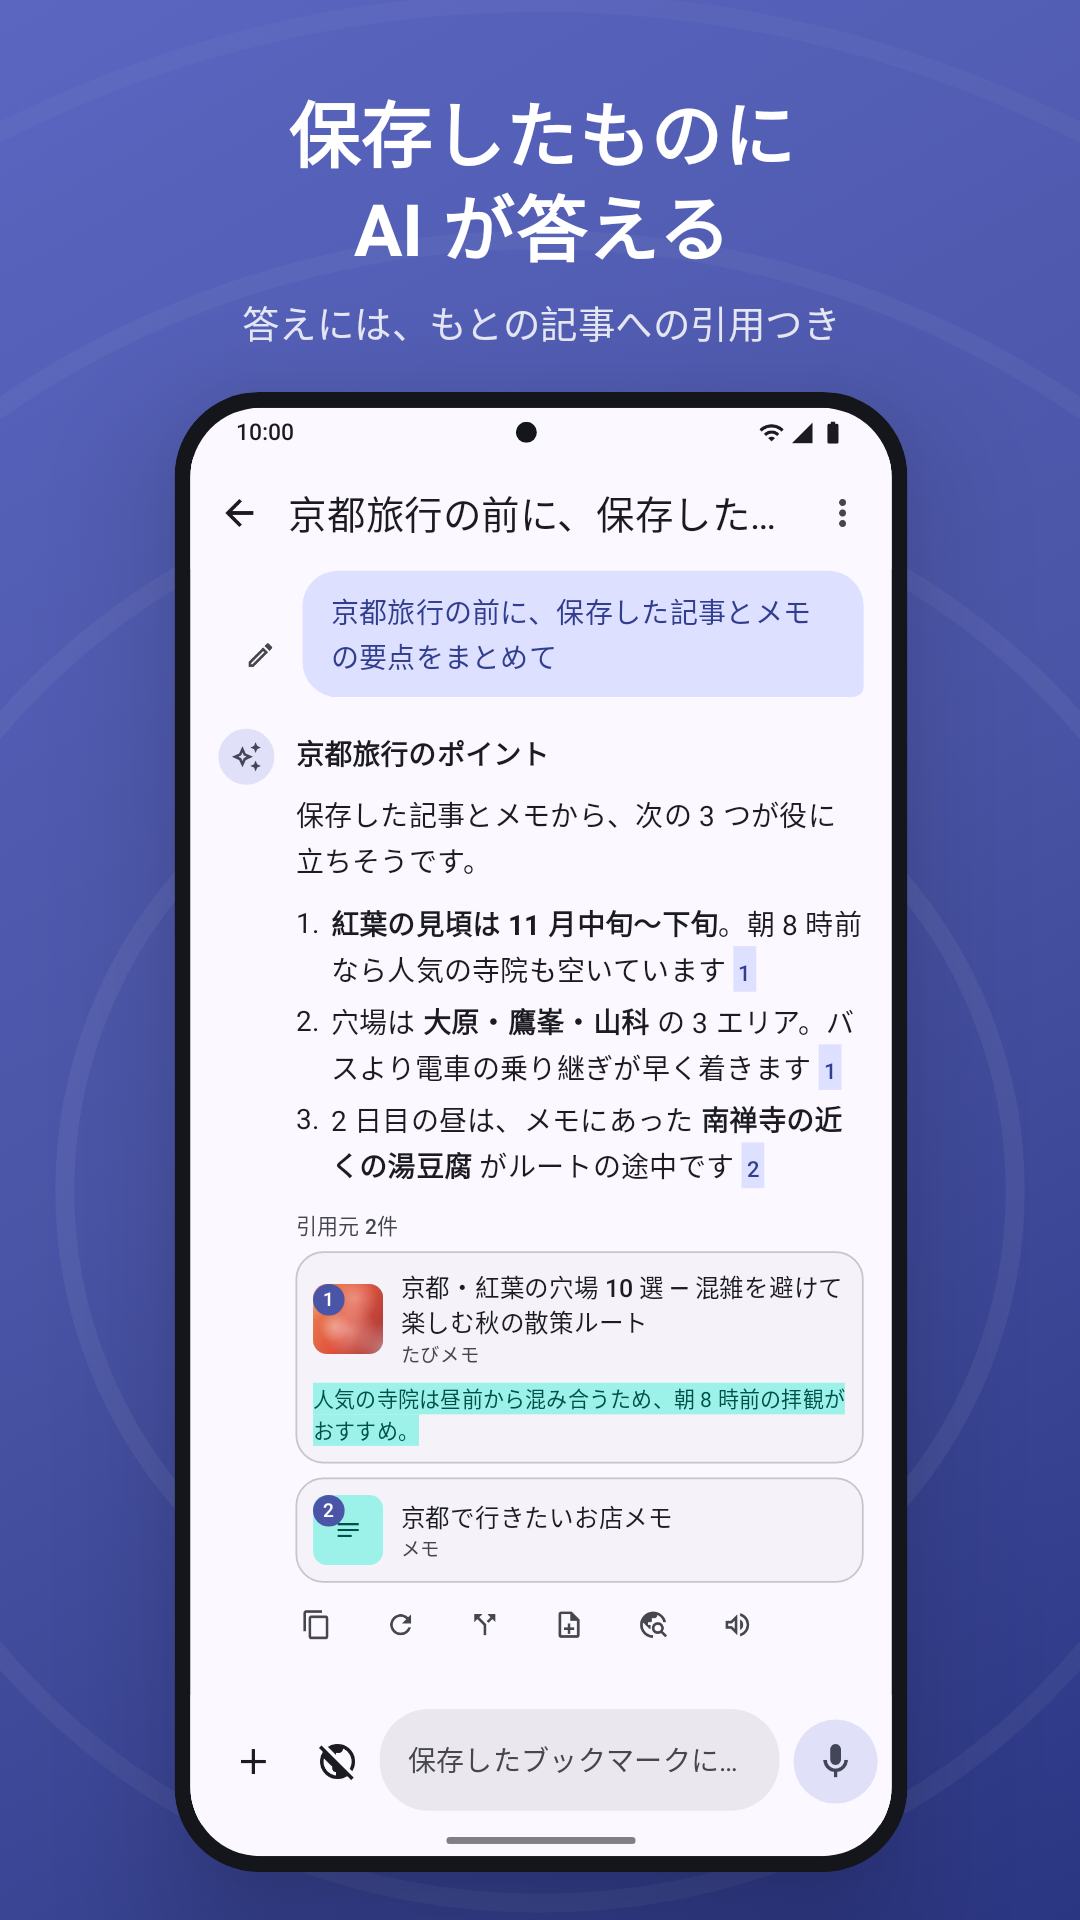 保存したものに
AI が答える
答えには、もとの記事への引用つき
10:00
京都旅行の前に、保存した…
京都旅行の前に、保存した記事とメモ
の要点をまとめて
京都旅行のポイント
保存した記事とメモから、次の 3 つが役に
立ちそうです。
1. 紅葉の見頃は 11 月中旬〜下旬。朝 8 時前
なら人気の寺院も空いています 1
2. 穴場は 大原・鷹峯・山科 の 3 エリア。バ
スより電車の乗り継ぎが早く着きます 1
3. 2 日目の昼は、メモにあった 南禅寺の近
くの湯豆腐 がルートの途中です 2
引用元 2件
1
京都・紅葉の穴場 10 選 — 混雑を避けて
楽しむ秋の散策ルート
たびメモ
人気の寺院は昼前から混み合うため、朝 8 時前の拝観が
おすすめ。
2
京都で行きたいお店メモ
メモ
保存したブックマークに…